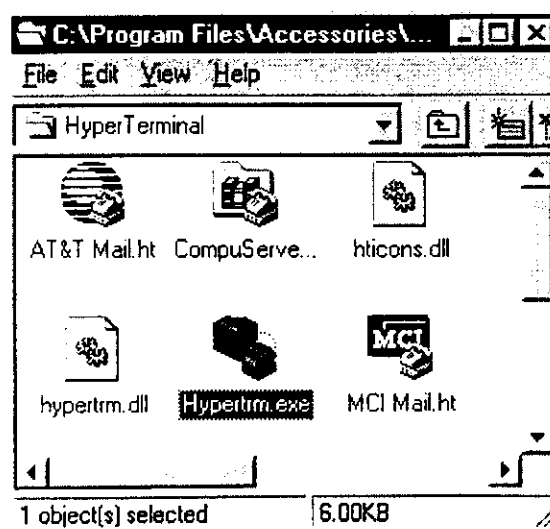 C:\Program Files\Accessories\...
File Edit View Help
HyperTerminal
AT&T Mail.ht CompuServe... hticons.dll
MCI
hypertrm.dll Hypertrm.exe MCI Mail.ht
1 object(s) selected 6.00KB